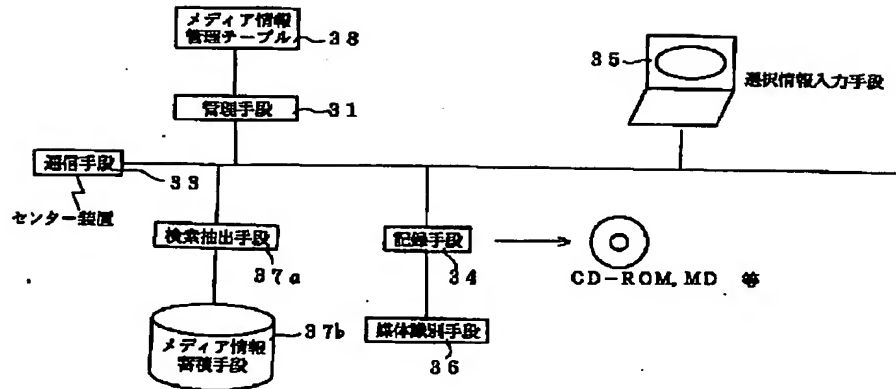 メディア情報
管理テーブル
38
35
選択情報入力手段
管理手段
31
通信手段
33
センター装置
検索抽出手段
37a
記録手段
34
CD-ROM, MD 等
メディア情報
蓄積手段
37b
媒体識別手段
36